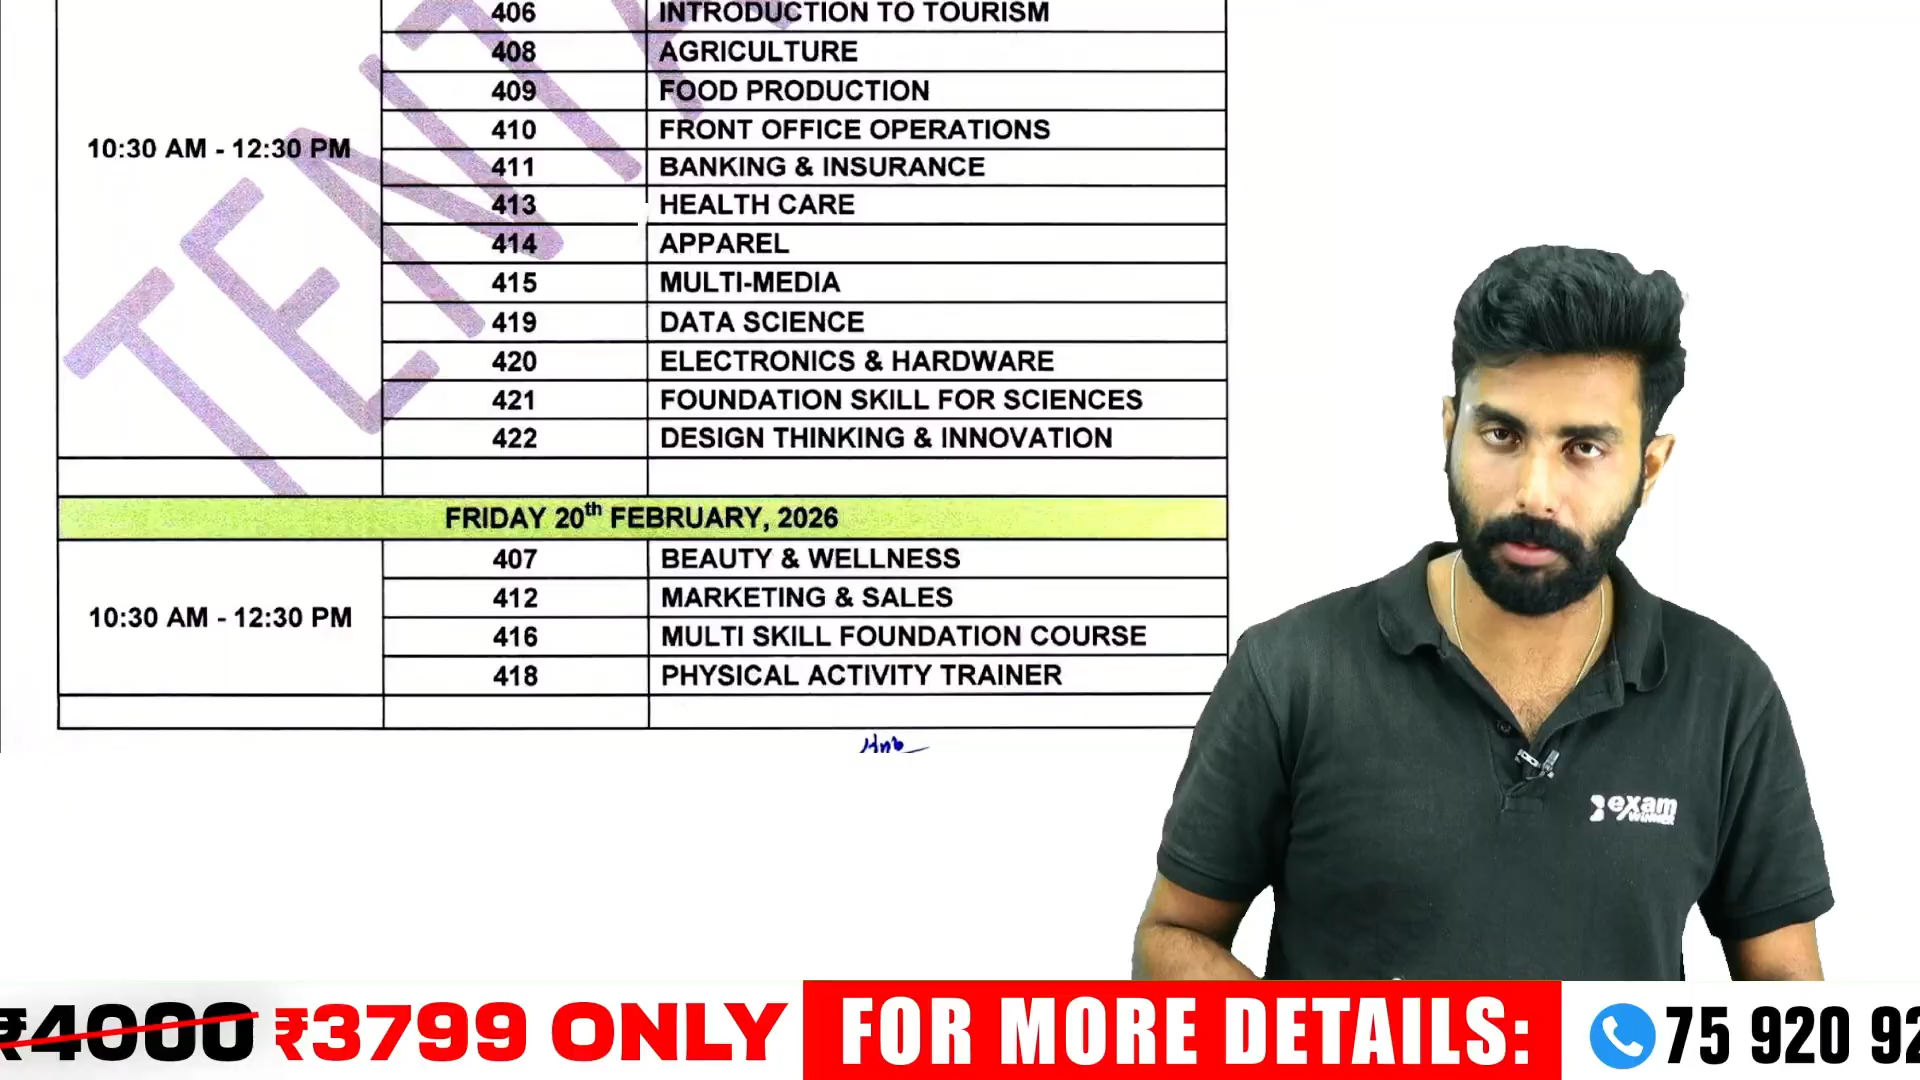 406 INTRODUCTION TO TOURISM
408 AGRICULTURE
409 FOOD PRODUCTION
410 FRONT OFFICE OPERATIONS
10:30 AM - 12:30 PM
411 BANKING & INSURANCE
413 HEALTH CARE
414 APPAREL
415 MULTI-MEDIA
419 DATA SCIENCE
420 ELECTRONICS & HARDWARE
421 FOUNDATION SKILL FOR SCIENCES
422 DESIGN THINKING & INNOVATION
FRIDAY 20th FEBRUARY, 2026
407 BEAUTY & WELLNESS
412 MARKETING & SALES
10:30 AM - 12:30 PM
416 MULTI SKILL FOUNDATION COURSE
418 PHYSICAL ACTIVITY TRAINER
TENTA
exam
WINNER
₹4000 ₹3799 ONLY FOR MORE DETAILS: 75 920 92